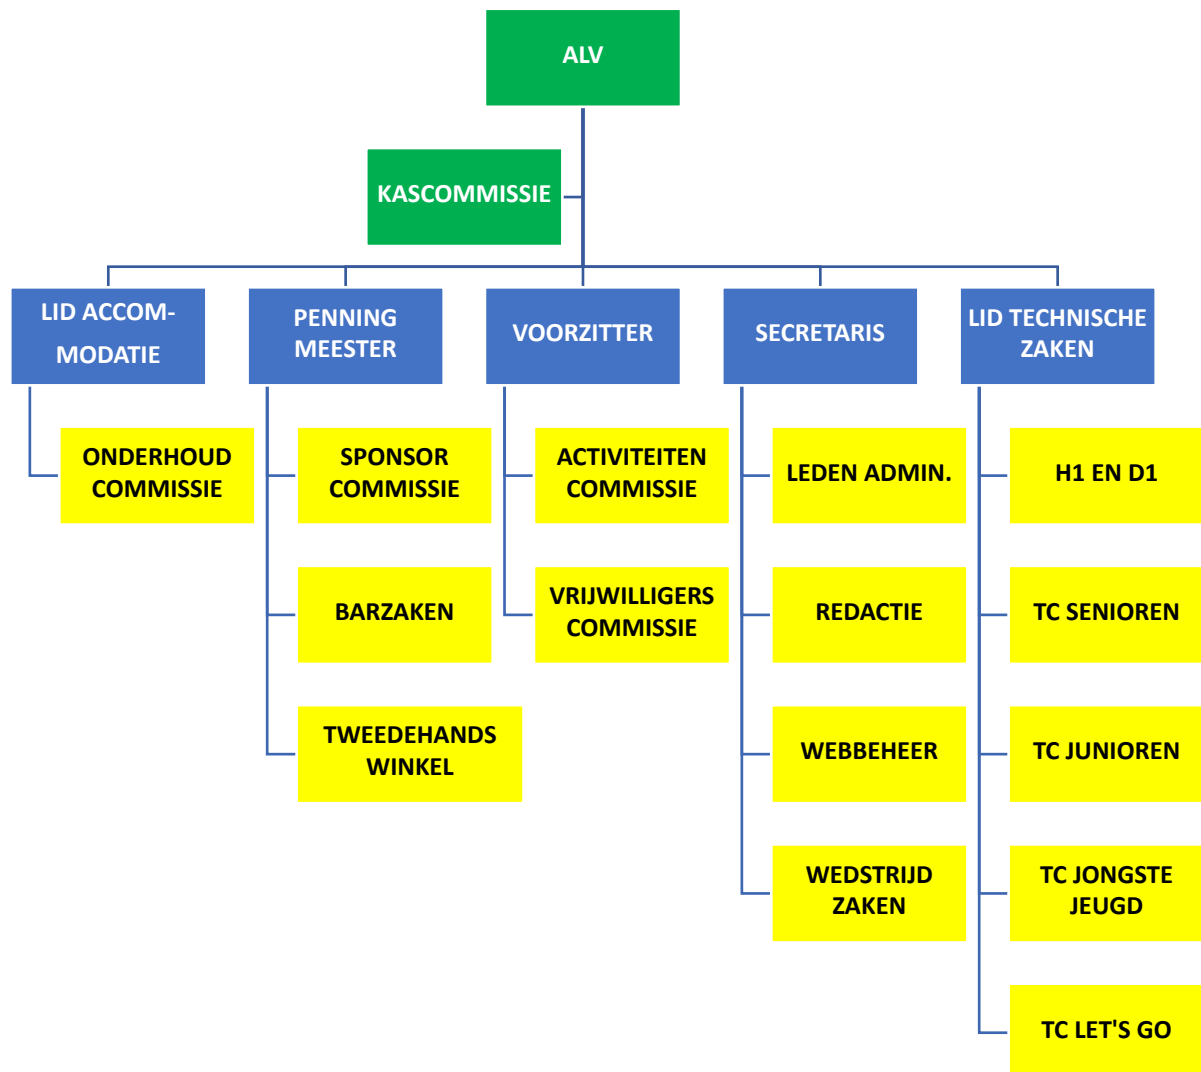 ALV
KASCOMMISSIE
LID ACCOM-
MODATIE
PENNING
MEESTER
VOORZITTER
SECRETARIS
LID TECHNISCHE
ZAKEN
ONDERHOUD
COMMISSIE
SPONSOR
COMMISSIE
ACTIVITEITEN
COMMISSIE
LEDEN ADMIN.
H1 EN D1
BARZAKEN
VRIJWILLIGERS
COMMISSIE
REDACTIE
TC SENIOREN
TWEEDEHANDS
WINKEL
WEBBEHEER
TC JUNIOREN
WEDSTRIJD
ZAKEN
TC JONGSTE
JEUGD
TC LET'S GO